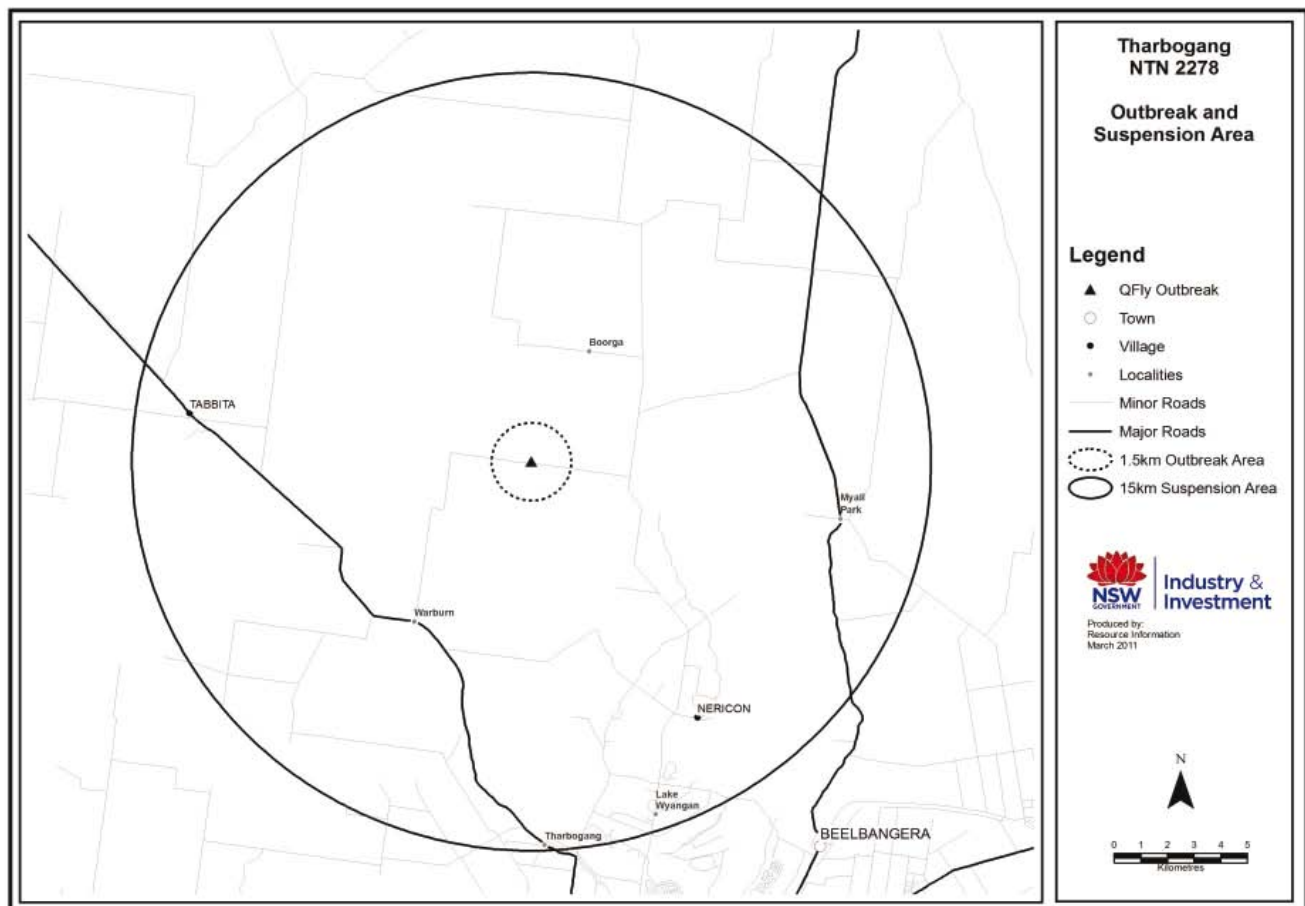 Tharbogang
NTN 2278
Outbreak and
Suspension Area
Legend
QFly Outbreak
Town
Village
Localities
Minor Roads
Major Roads
1.5km Outbreak Area
15km Suspension Area
NSW
GOVERNMENT
Industry &
Investment
Produced by:
Resource Information
March 2011
N
0 1 2 3 4 5
Kilometres
Boorga
TABBITA
Myall
Park
Warburn
NERICON
Lake
Wyangan
Tharbogang
BEELBANGERA